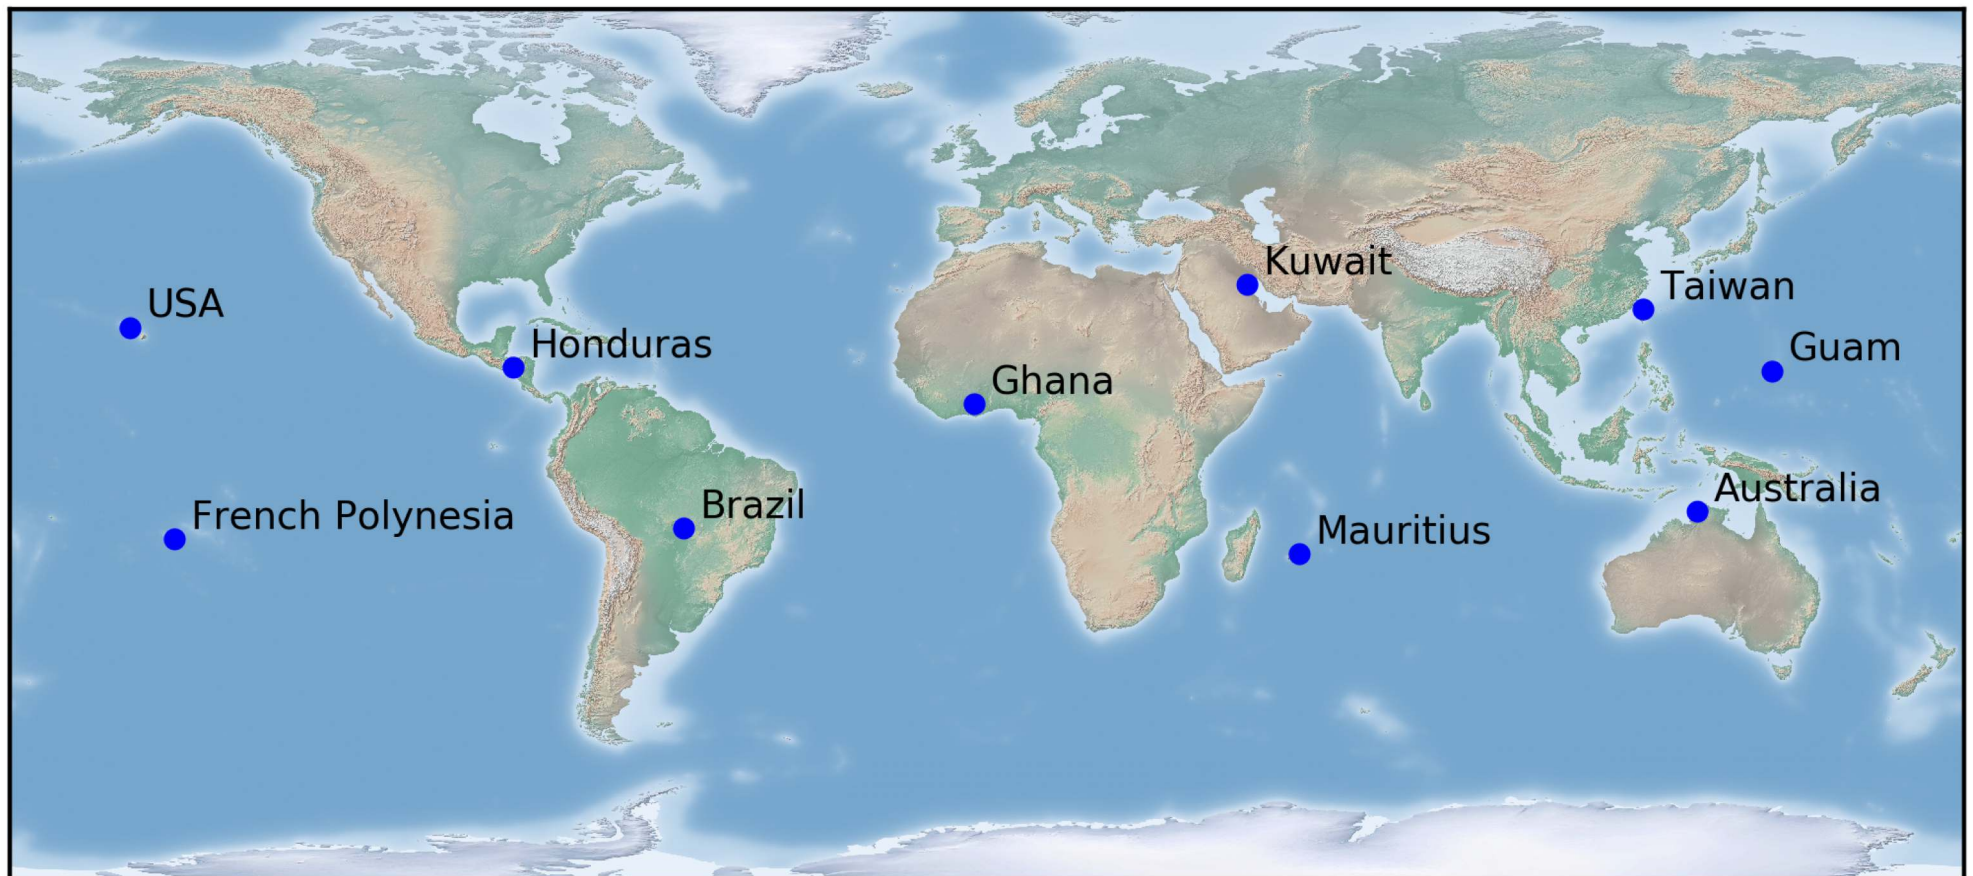 Kuwait
Taiwan
USA
Honduras
Guam
Ghana
Australia
Brazil
French Polynesia
Mauritius